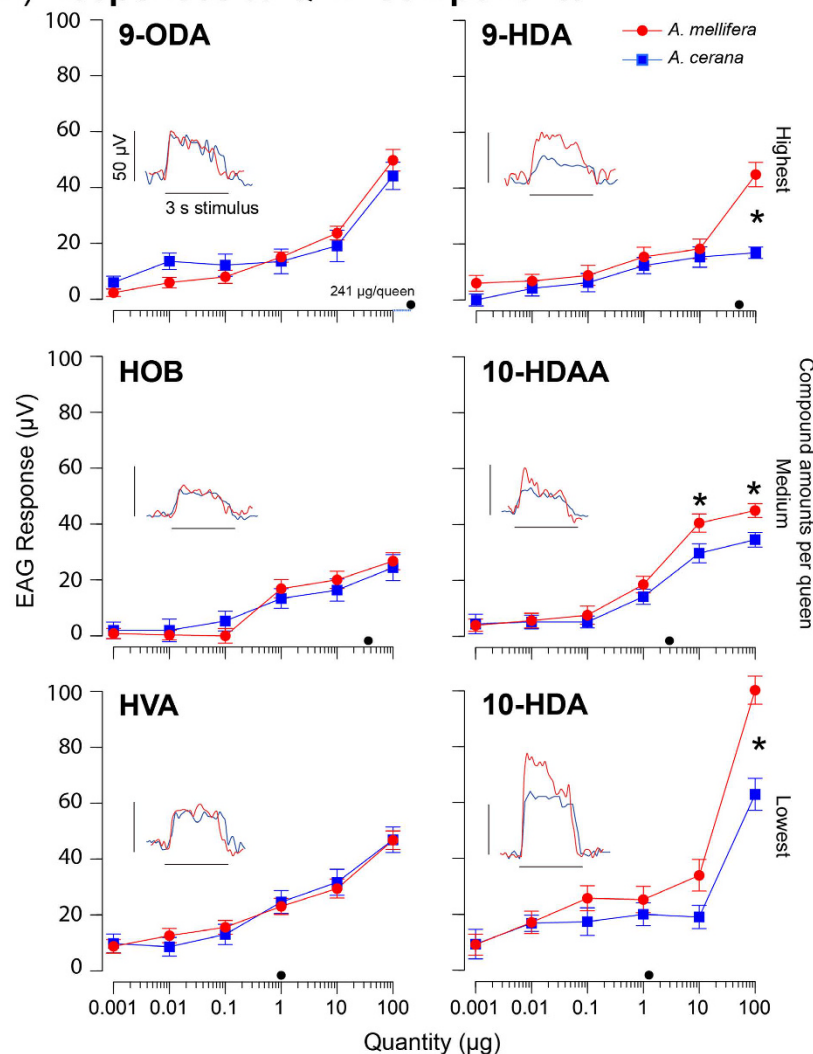 9-ODA
9-HDA
A. mellifera
A. cerana
100
80
60
40
20
0
50 µV
3 s stimulus
241 µg/queen
*
Highest
HOB
10-HDAA
100
80
60
40
20
0
* *
Medium
Compound amounts per queen
EAG Response (µV)
HVA
10-HDA
100
80
60
40
20
0
*
Lowest
0.001 0.01 0.1 1 10 100
0.001 0.01 0.1 1 10 100
Quantity (µg)